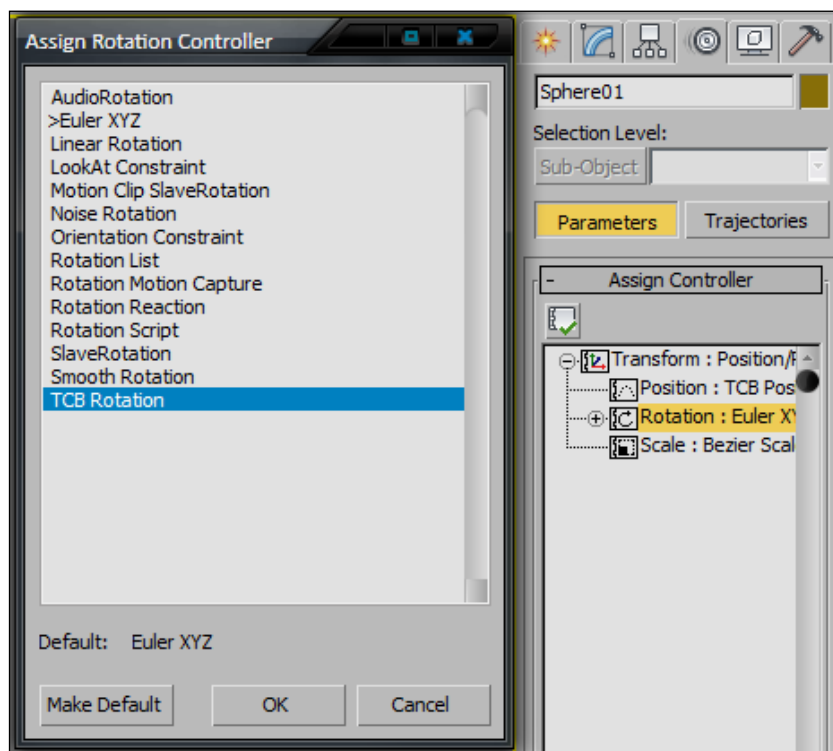 Assign Rotation Controller
AudioRotation
>Euler XYZ
Linear Rotation
LookAt Constraint
Motion Clip SlaveRotation
Noise Rotation
Orientation Constraint
Rotation List
Rotation Motion Capture
Rotation Reaction
Rotation Script
SlaveRotation
Smooth Rotation
TCB Rotation
Default: Euler XYZ
Make Default OK Cancel
Sphere01
Selection Level:
Sub-Object
Parameters Trajectories
- Assign Controller
Transform : Position/
Position : TCB Pos
Rotation : Euler XY
Scale : Bezier Scal